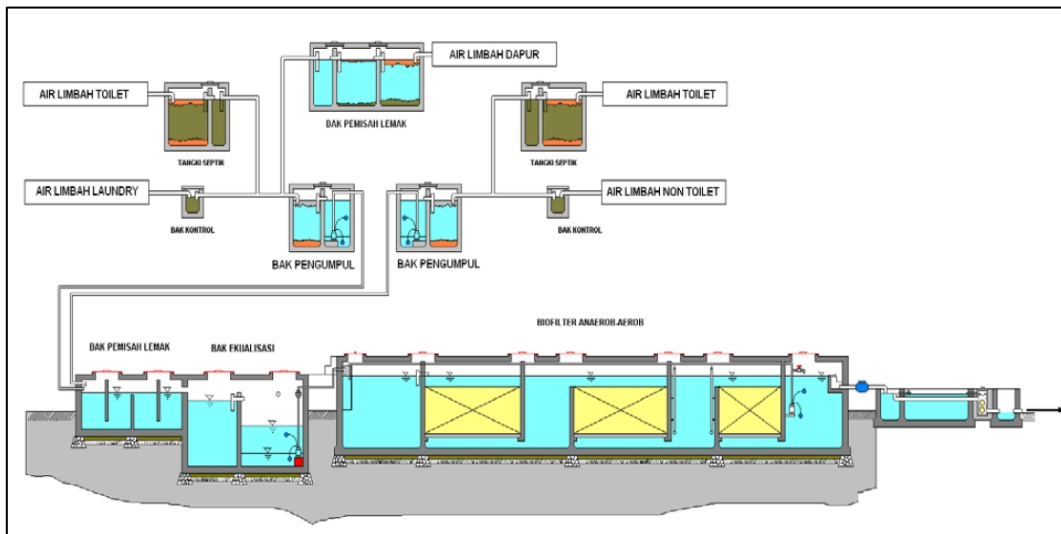 AIR LIMBAH DAPUR
AIR LIMBAH TOILET
AIR LIMBAH TOILET
BAK PEMISAH LEMAK
TANGKI SEPTIK
TANGKI SEPTIK
AIR LIMBAH LAUNDRY
AIR LIMBAH NON TOILET
BAK KONTROL
BAK KONTROL
BAK PENGUMPUL
BAK PENGUMPUL
BIOFILTER ANAEROB-AEROB
BAK PEMISAH LEMAK
BAK EKUALISASI